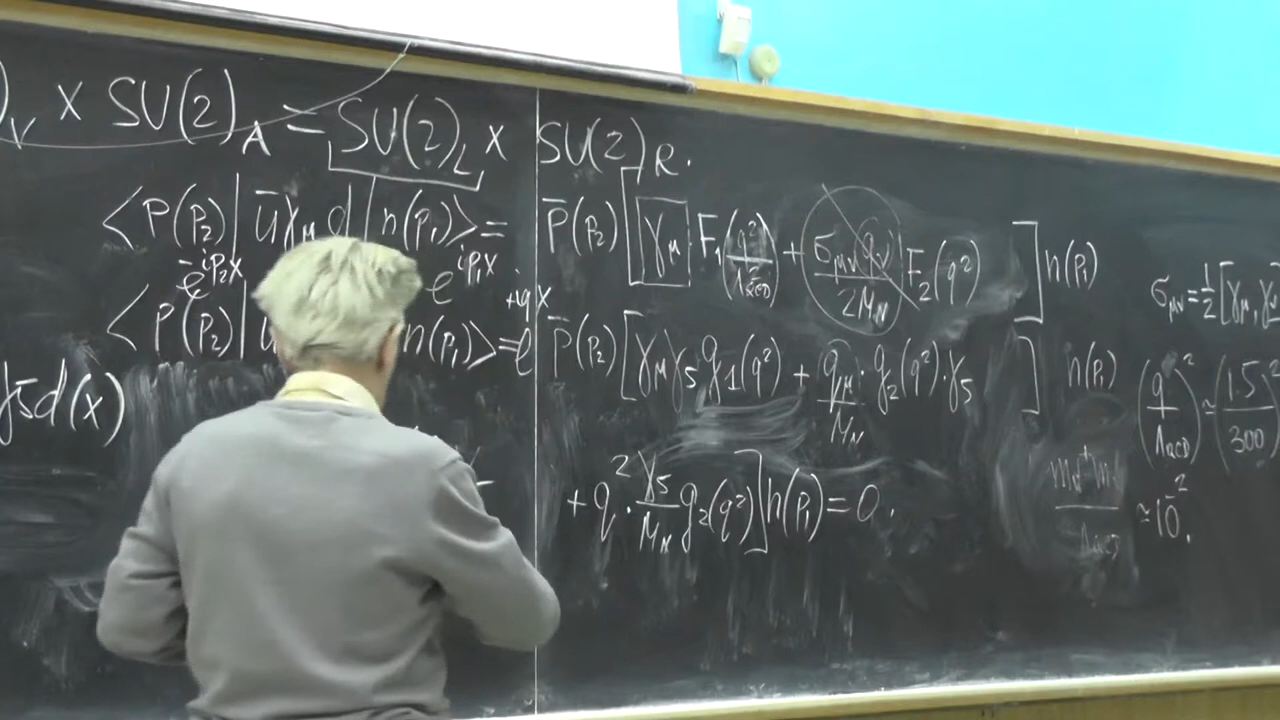 )_V × SU(2)_A = SU(2)_L × SU(2)_R.
<P(p₂)| ū γ_μ d | n(p₁)> = P̄(p₂) [ γ_μ F₁(q²/Λ²_QCD) + σ_μν q_ν / 2M_N F₂(q²) ] n(p₁)
e^{-ip₂x} e^{ip₁x}
σ_μν = ½ [γ_μ, γ_ν
<P(p₂)| u n(p₁)> = e^{+iqx} P̄(p₂) [ γ_μ γ₅ g₁(q²) + q_μ/M_N · g₂(q²) · γ₅ ] n(p₁)
γ₅ d(x)
(q/Λ_QCD)² ≃ (1.5/300)²
+ q² · γ₅/M_N g₂(q²) ] n(p₁) = 0.
m_d + m /Λ_QCD ≃ 10⁻².